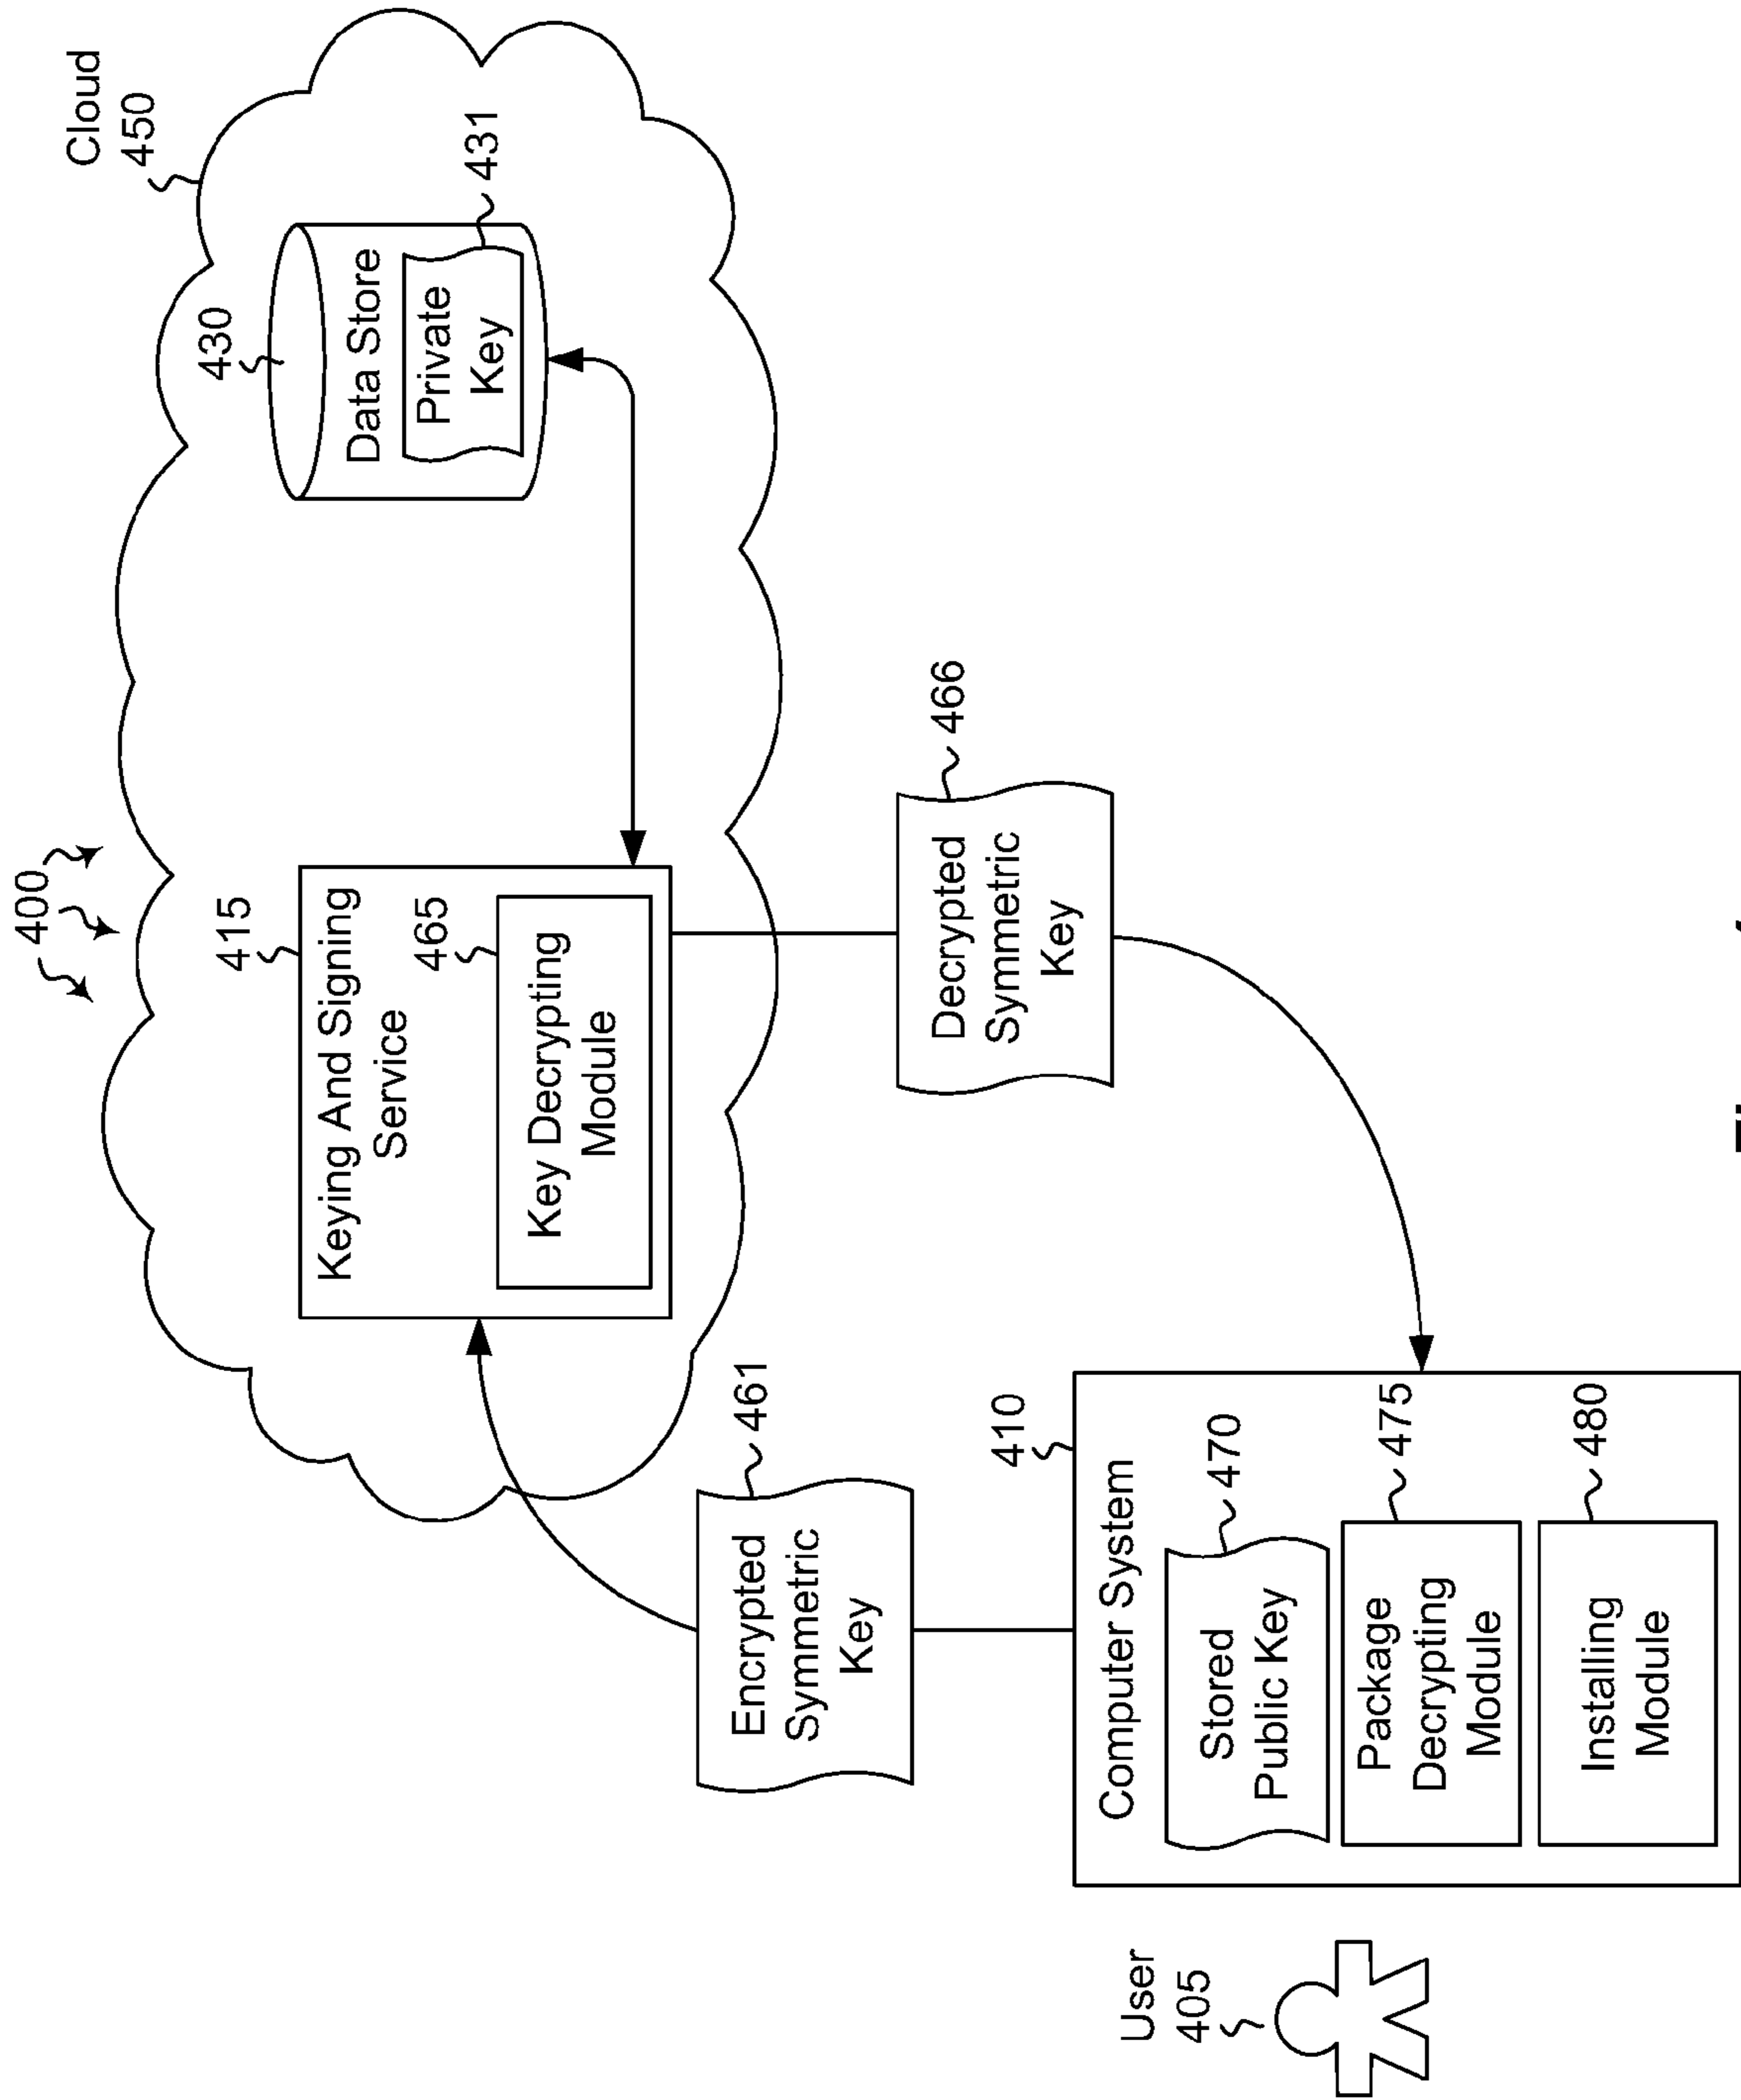 400
Cloud
450
415
Keying And Signing
Service
465
Key Decrypting
Module
430
Data Store
Private
Key
431
Encrypted
Symmetric
Key
461
Decrypted
Symmetric
Key
466
User
405
410
Computer System
Stored
Public Key
470
Package
Decrypting
Module
475
Installing
Module
480